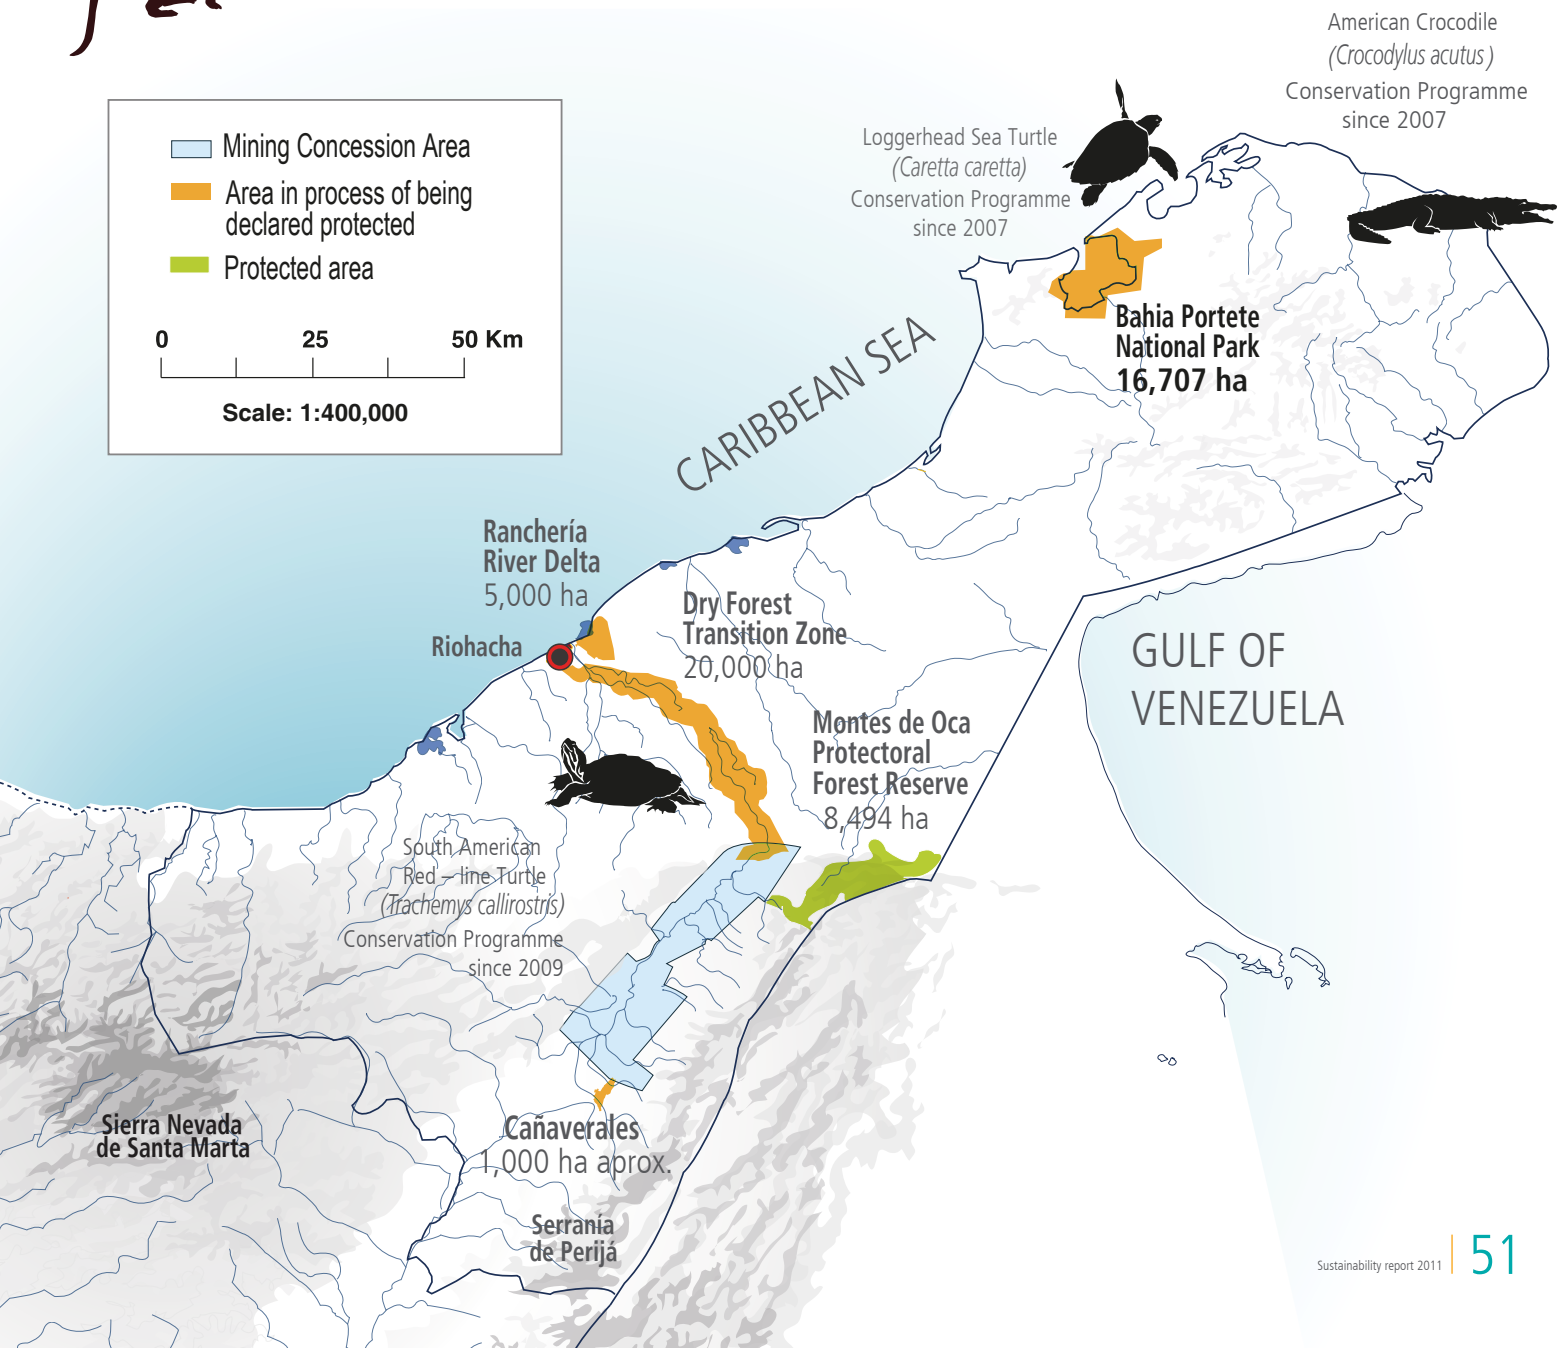 American Crocodile
(Crocodylus acutus)
Conservation Programme
since 2007
Loggerhead Sea Turtle
(Caretta caretta)
Conservation Programme
since 2007
Mining Concession Area
Area in process of being
declared protected
Protected area
0 25 50 Km
Scale: 1:400,000
Bahia Portete
National Park
16,707 ha
CARIBBEAN SEA
Ranchería
River Delta
5,000 ha
Riohacha
Dry Forest
Transition Zone
20,000 ha
GULF OF
VENEZUELA
Montes de Oca
Protectoral
Forest Reserve
8,494 ha
South American
Red – line Turtle
(Trachemys callirostris)
Conservation Programme
since 2009
Sierra Nevada
de Santa Marta
Cañaverales
1,000 ha aprox.
Serranía
de Perijá
Sustainability report 2011 | 51